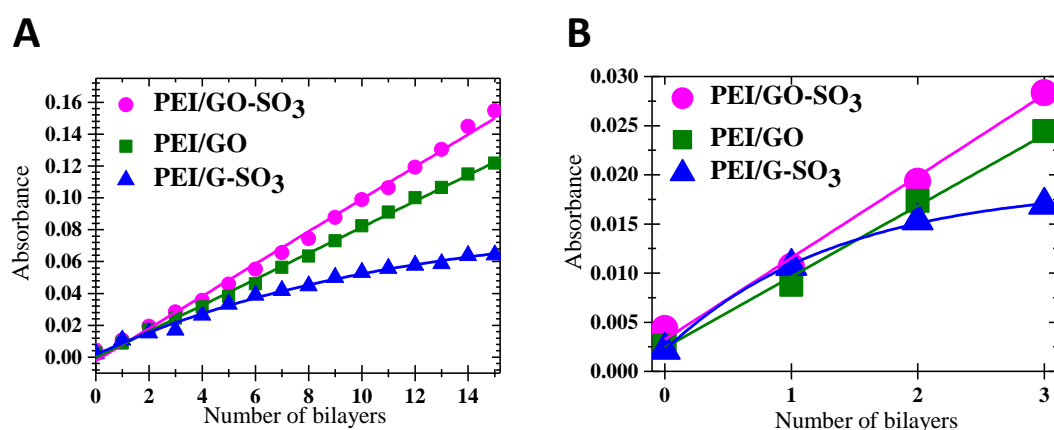 A
Absorbance
0.16
0.14
0.12
0.10
0.08
0.06
0.04
0.02
0.00
PEI/GO-SO3
PEI/GO
PEI/G-SO3
0 2 4 6 8 10 12 14
Number of bilayers
B
Absorbance
0.030
0.025
0.020
0.015
0.010
0.005
0.000
PEI/GO-SO3
PEI/GO
PEI/G-SO3
0 1 2 3
Number of bilayers